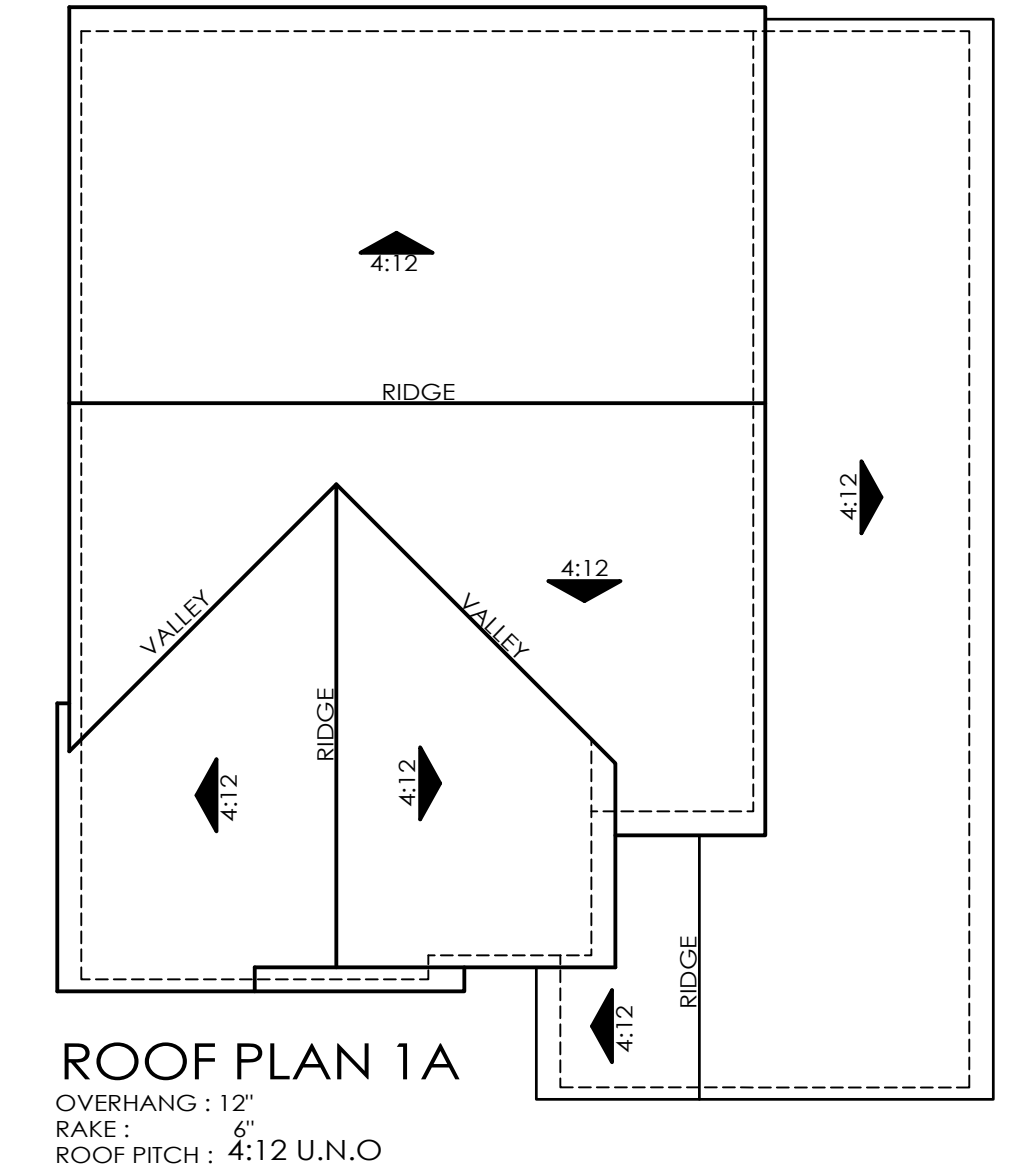 4:12
RIDGE
4:12
4:12
VALLEY
VALLEY
RIDGE
4:12
4:12
RIDGE
4:12
ROOF PLAN 1A
OVERHANG : 12"
RAKE : 6"
ROOF PITCH : 4:12 U.N.O